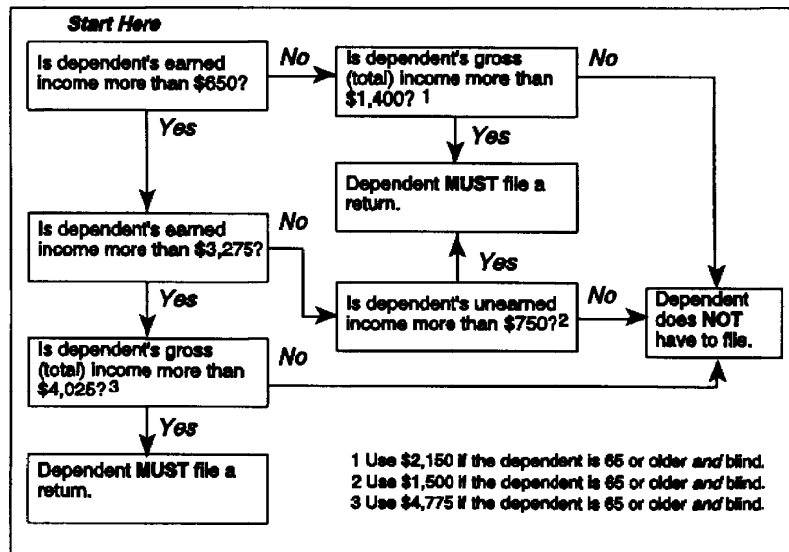 Start Here
Is dependent's earned
income more than $650?
No
Is dependent's gross
(total) income more than
$1,400? 1
No
Yes
Yes
Dependent MUST file a
return.
Is dependent's earned
income more than $3,275?
No
Yes
Yes
Is dependent's unearned
income more than $750?2
No
Dependent
does NOT
have to file.
Is dependent's gross
(total) income more than
$4,025?3
No
Yes
Dependent MUST file a
return.
1 Use $2,150 if the dependent is 65 or older and blind.
2 Use $1,500 if the dependent is 65 or older and blind.
3 Use $4,775 if the dependent is 65 or older and blind.